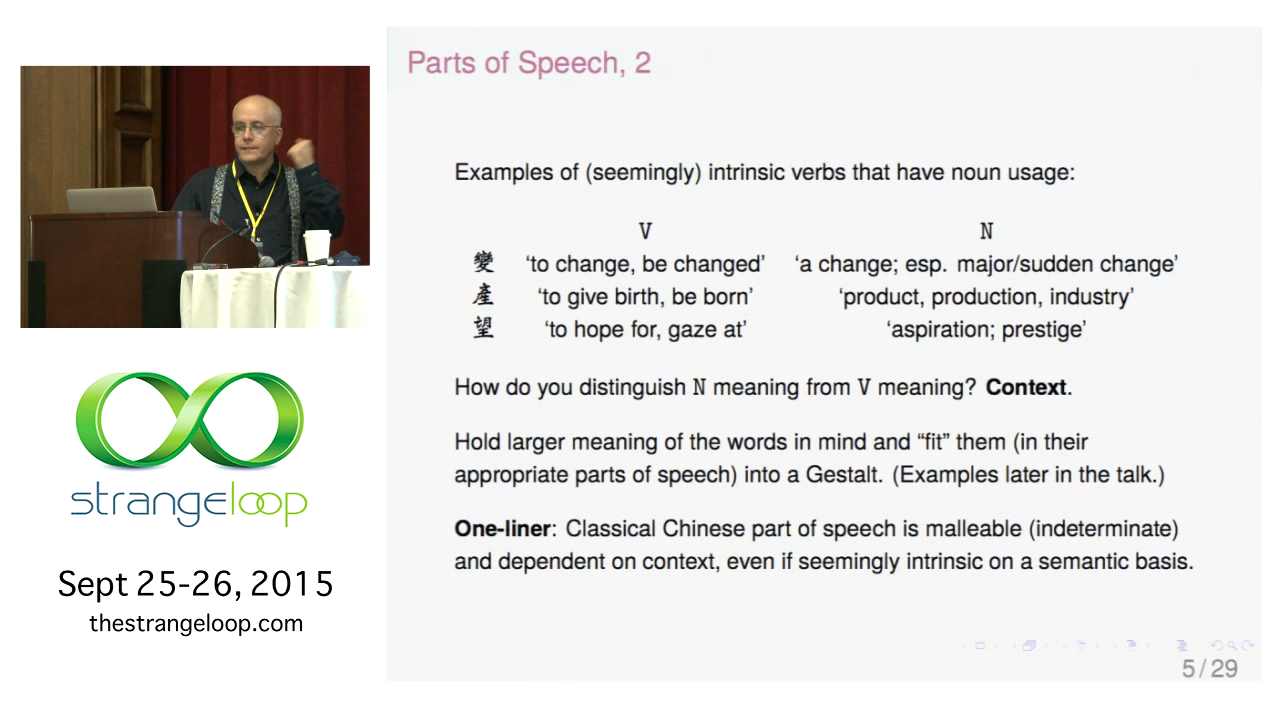 Parts of Speech, 2
Examples of (seemingly) intrinsic verbs that have noun usage:
V N
變 ‘to change, be changed’ ‘a change; esp. major/sudden change’
產 ‘to give birth, be born’ ‘product, production, industry’
望 ‘to hope for, gaze at’ ‘aspiration; prestige’
How do you distinguish N meaning from V meaning? Context.
Hold larger meaning of the words in mind and “fit” them (in their
appropriate parts of speech) into a Gestalt. (Examples later in the talk.)
One-liner: Classical Chinese part of speech is malleable (indeterminate)
and dependent on context, even if seemingly intrinsic on a semantic basis.
5/29
strangeloop
Sept 25-26, 2015
thestrangeloop.com